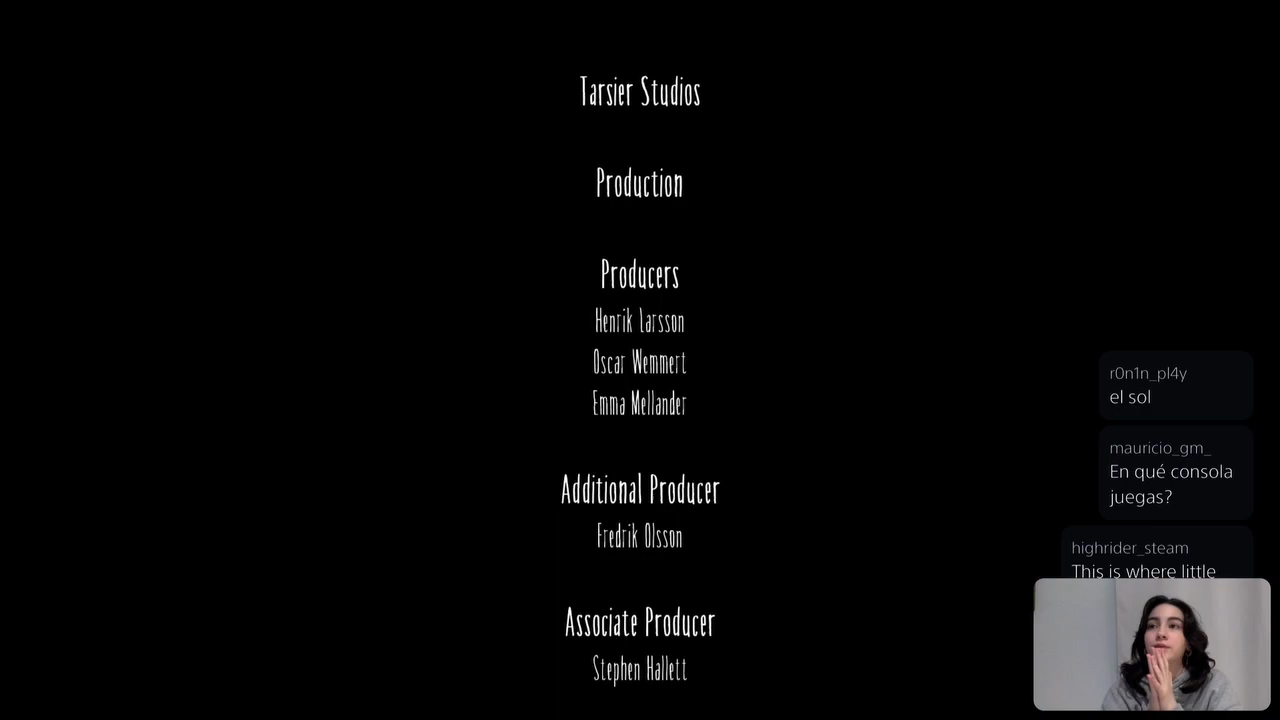 Tarsier Studios
Production
Producers
Henrik Larsson
Oscar Wemmert
Emma Mellander
Additional Producer
Fredrik Olsson
Associate Producer
Stephen Hallett
r0n1n_pl4y
el sol
mauricio_gm_
En qué consola
juegas?
highrider_steam
This is where little